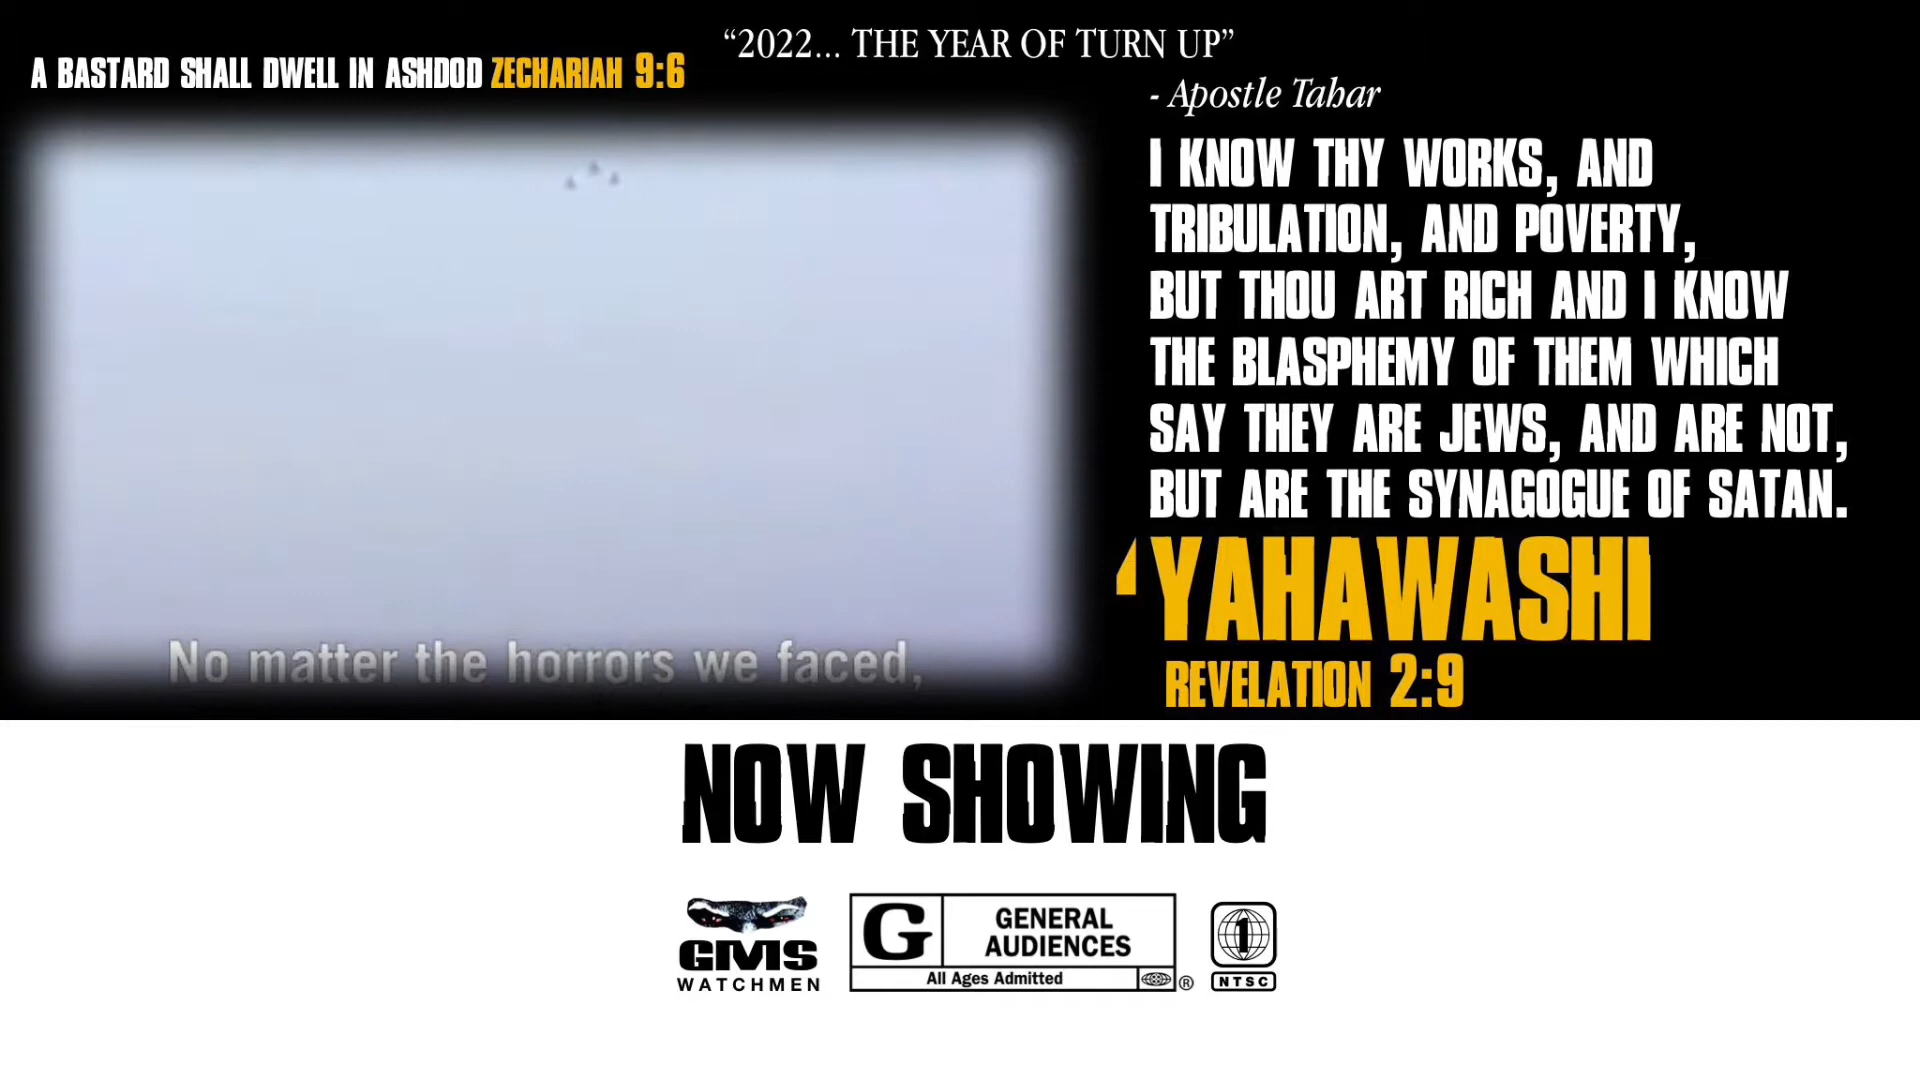 “2022... THE YEAR OF TURN UP”
- Apostle Tahar
A BASTARD SHALL DWELL IN ASHDOD ZECHARIAH 9:6
I KNOW THY WORKS, AND
TRIBULATION, AND POVERTY,
BUT THOU ART RICH AND I KNOW
THE BLASPHEMY OF THEM WHICH
SAY THEY ARE JEWS, AND ARE NOT,
BUT ARE THE SYNAGOGUE OF SATAN.
YAHAWASHI
REVELATION 2:9
No matter the horrors we faced,
NOW SHOWING
GMS
WATCHMEN
G
GENERAL
AUDIENCES
All Ages Admitted
®
1
NTSC